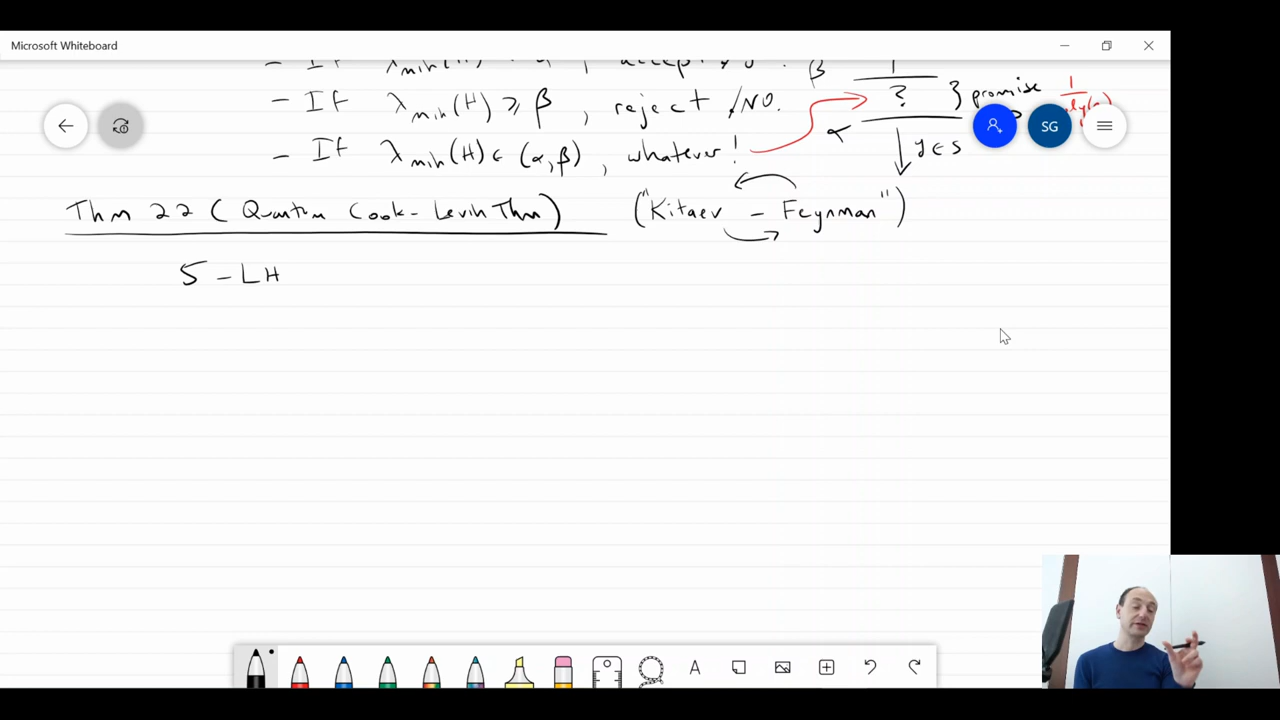 Microsoft Whiteboard
- If λmin(H) ≥ β, reject /NO.
- If λmin(H) ∈ (α,β), whatever!
β
?
} promise
1
α
y ∈ S
SG
Thm 22 (Quantum Cook-Levin Thm) ("Kitaev - Feynman")
5-LH
A